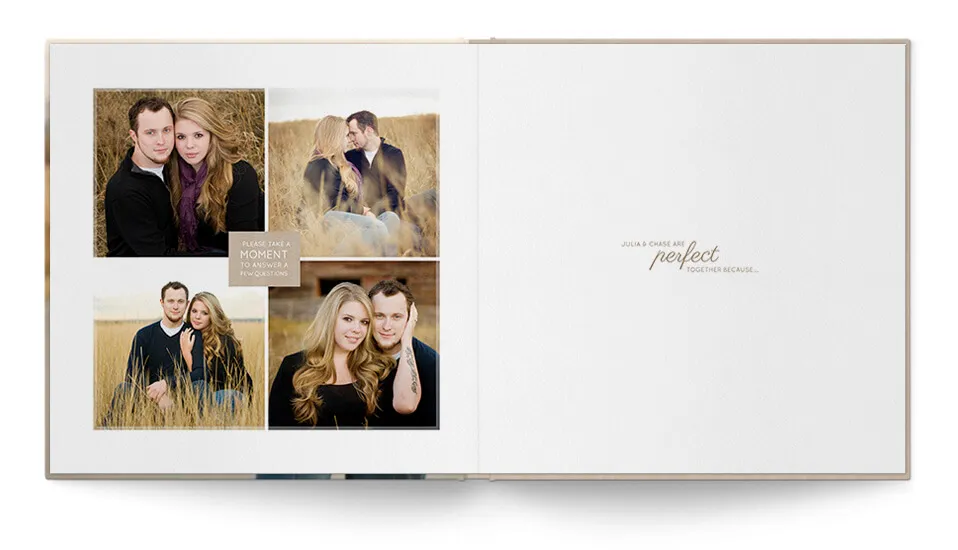 PLEASE TAKE A
MOMENT
TO ANSWER A
FEW QUESTIONS
JULIA & CHASE ARE
perfect
TOGETHER BECAUSE...